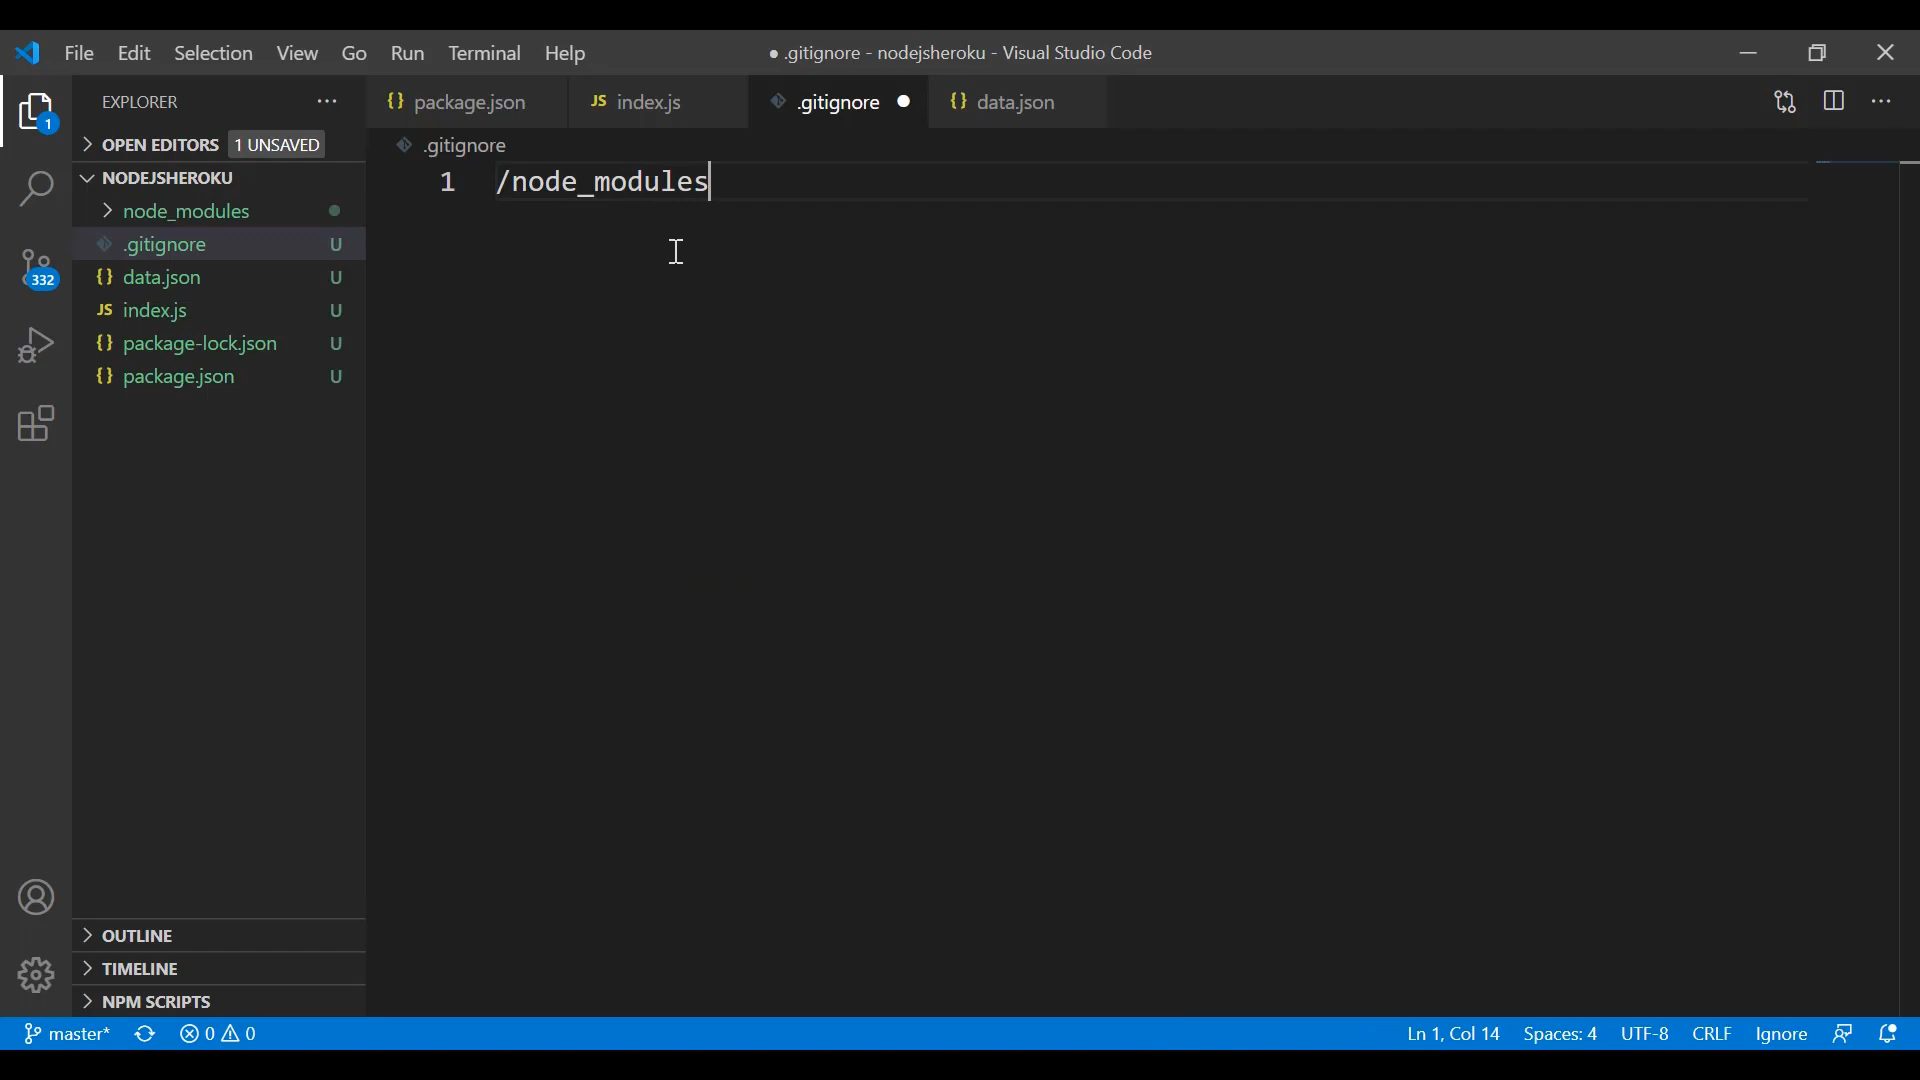 File Edit Selection View Go Run Terminal Help
● .gitignore - nodejsheroku - Visual Studio Code
EXPLORER
{} package.json
JS index.js
.gitignore
{} data.json
1
OPEN EDITORS 1 UNSAVED
.gitignore
NODEJSHEROKU
1 /node_modules
node_modules
.gitignore U
332
{} data.json U
JS index.js U
{} package-lock.json U
{} package.json U
OUTLINE
TIMELINE
NPM SCRIPTS
master* 0 0
Ln 1, Col 14 Spaces: 4 UTF-8 CRLF Ignore